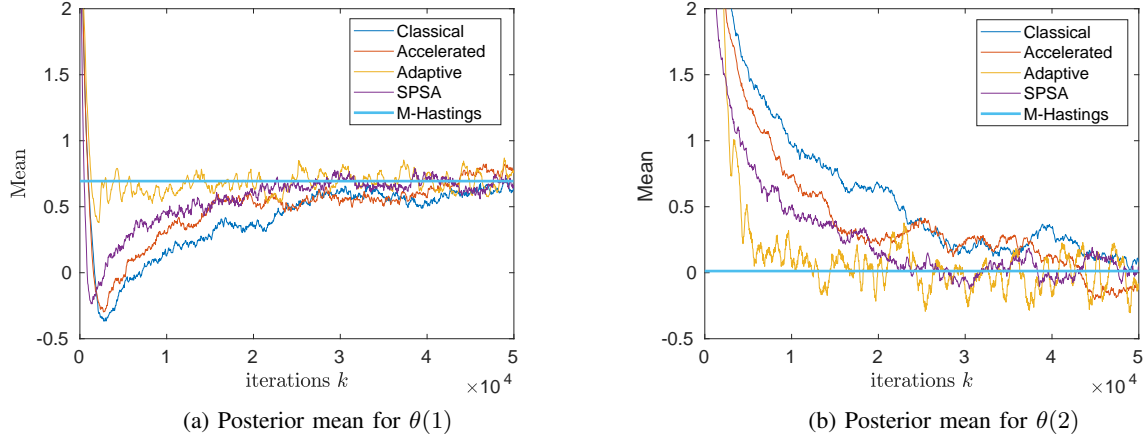 2
1.5
1
0.5
0
-0.5
Mean
Classical
Accelerated
Adaptive
SPSA
M-Hastings
0 1 2 3 4 5
iterations k
×10 4
(a) Posterior mean for θ(1)
2
1.5
1
0.5
0
-0.5
Mean
Classical
Accelerated
Adaptive
SPSA
M-Hastings
0 1 2 3 4 5
iterations k
×10 4
(b) Posterior mean for θ(2)